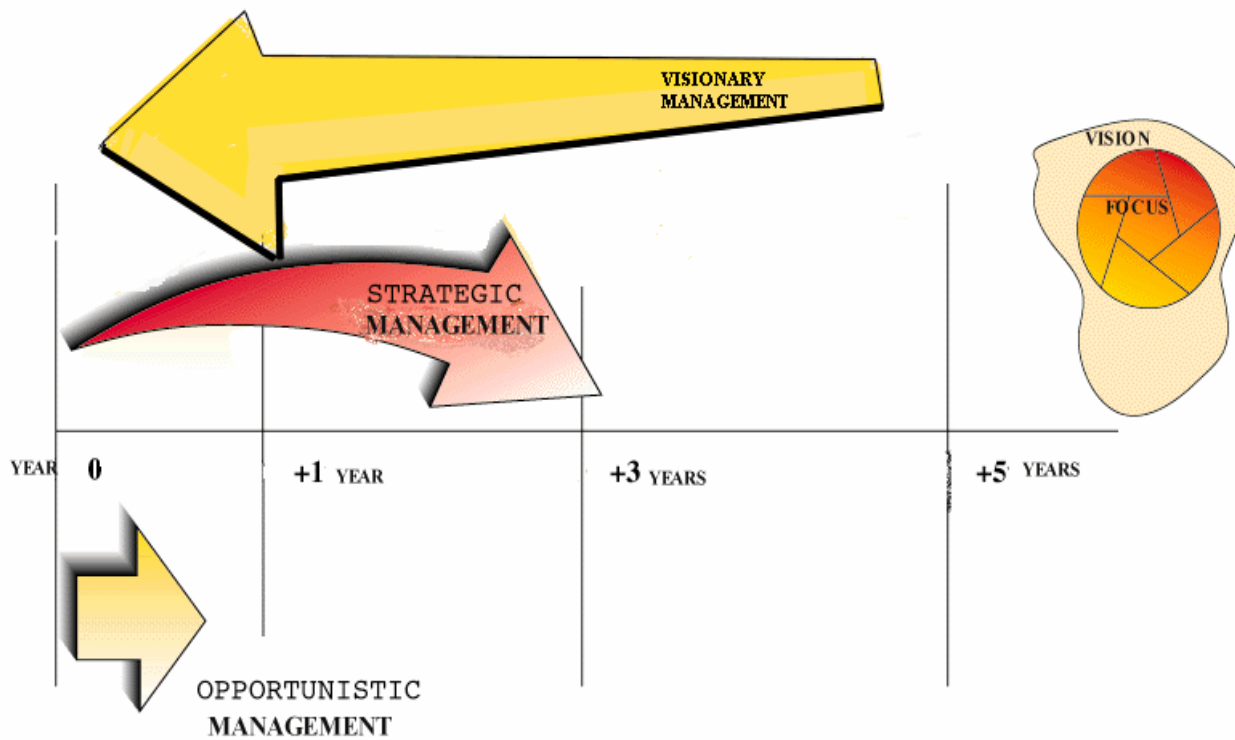 VISIONARY
MANAGEMENT
VISION
FOCUS
STRATEGIC
MANAGEMENT
YEAR 0 +1 YEAR +3 YEARS +5 YEARS
OPPORTUNISTIC
MANAGEMENT